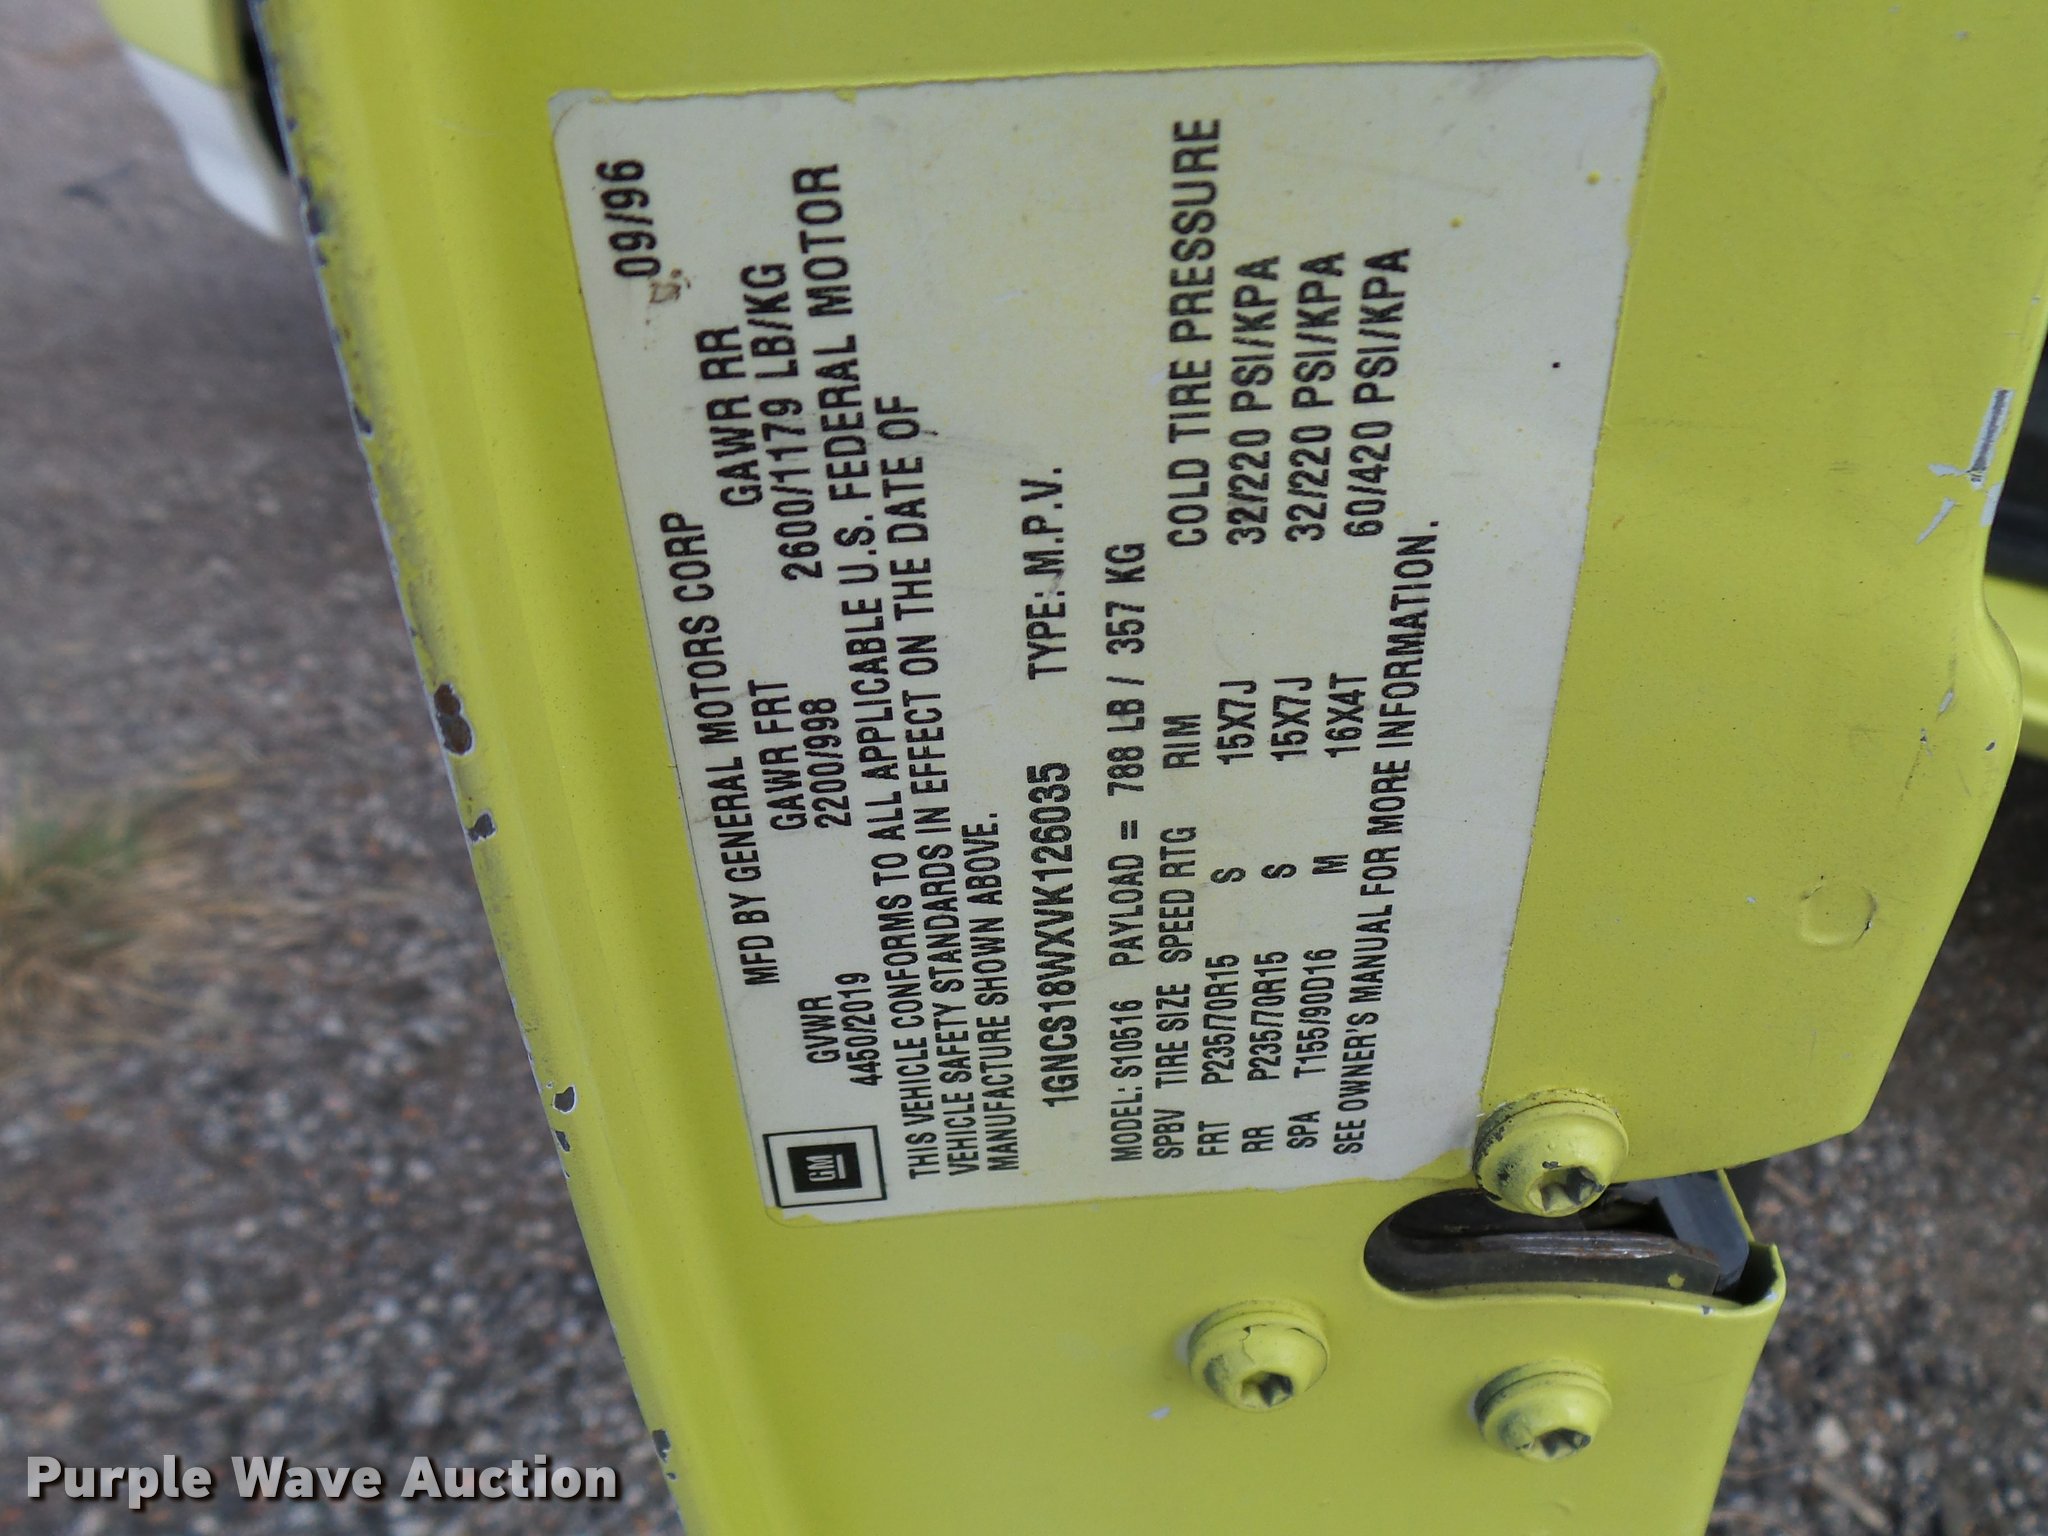 MFD BY GENERAL MOTORS CORP 09/96
GVWR GAWR FRT GAWR RR
4450/2019 2200/998 2600/1179 LB/KG
THIS VEHICLE CONFORMS TO ALL APPLICABLE U.S. FEDERAL MOTOR
VEHICLE SAFETY STANDARDS IN EFFECT ON THE DATE OF
MANUFACTURE SHOWN ABOVE.
GM
1GNCS18WXVK126035 TYPE: M.P.V.
MODEL: S10516 PAYLOAD = 788 LB / 357 KG
SPBV TIRE SIZE SPEED RTG RIM COLD TIRE PRESSURE
FRT P235/70R15 S 15X7J 32/220 PSI/KPA
RR P235/70R15 S 15X7J 32/220 PSI/KPA
SPA T155/90D16 M 16X4T 60/420 PSI/KPA
SEE OWNER'S MANUAL FOR MORE INFORMATION.
Purple Wave Auction